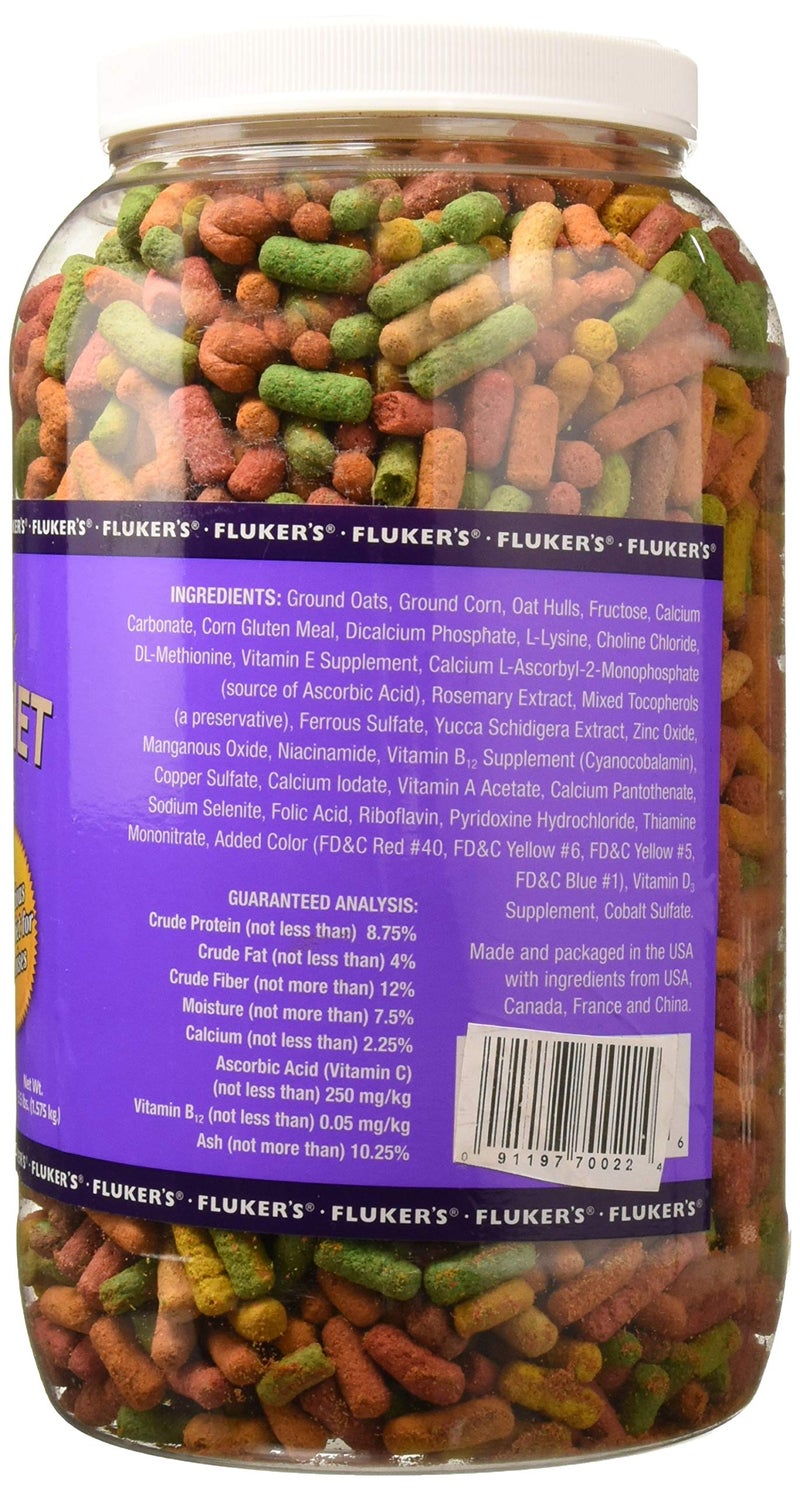 FLUKER'S® · FLUKER'S® · FLUKER'S® · FLUKER'S® · FLUKER'S® · FLUKER'S®
INGREDIENTS: Ground Oats, Ground Corn, Oat Hulls, Fructose, Calcium
Carbonate, Corn Gluten Meal, Dicalcium Phosphate, L-Lysine, Choline Chloride,
DL-Methionine, Vitamin E Supplement, Calcium L-Ascorbyl-2-Monophosphate
(source of Ascorbic Acid), Rosemary Extract, Mixed Tocopherols
(a preservative), Ferrous Sulfate, Yucca Schidigera Extract, Zinc Oxide,
Manganous Oxide, Niacinamide, Vitamin B12 Supplement (Cyanocobalamin),
Copper Sulfate, Calcium Iodate, Vitamin A Acetate, Calcium Pantothenate,
Sodium Selenite, Folic Acid, Riboflavin, Pyridoxine Hydrochloride, Thiamine
Mononitrate, Added Color (FD&C Red #40, FD&C Yellow #6, FD&C Yellow #5,
FD&C Blue #1), Vitamin D3
Supplement, Cobalt Sulfate.
ET
GUARANTEED ANALYSIS:
Crude Protein (not less than) 8.75%
Crude Fat (not less than) 4%
Crude Fiber (not more than) 12%
Moisture (not more than) 7.5%
Calcium (not less than) 2.25%
Ascorbic Acid (Vitamin C)
(not less than) 250 mg/kg
Vitamin B12 (not less than) 0.05 mg/kg
Ash (not more than) 10.25%
Made and packaged in the USA
with ingredients from USA,
Canada, France and China.
Net Wt.
lbs. (1.575 kg.)
0 91197 70022 4
6
FLUKER'S® · FLUKER'S® · FLUKER'S® · FLUKER'S® · FLUKER'S® · FLUKER'S®